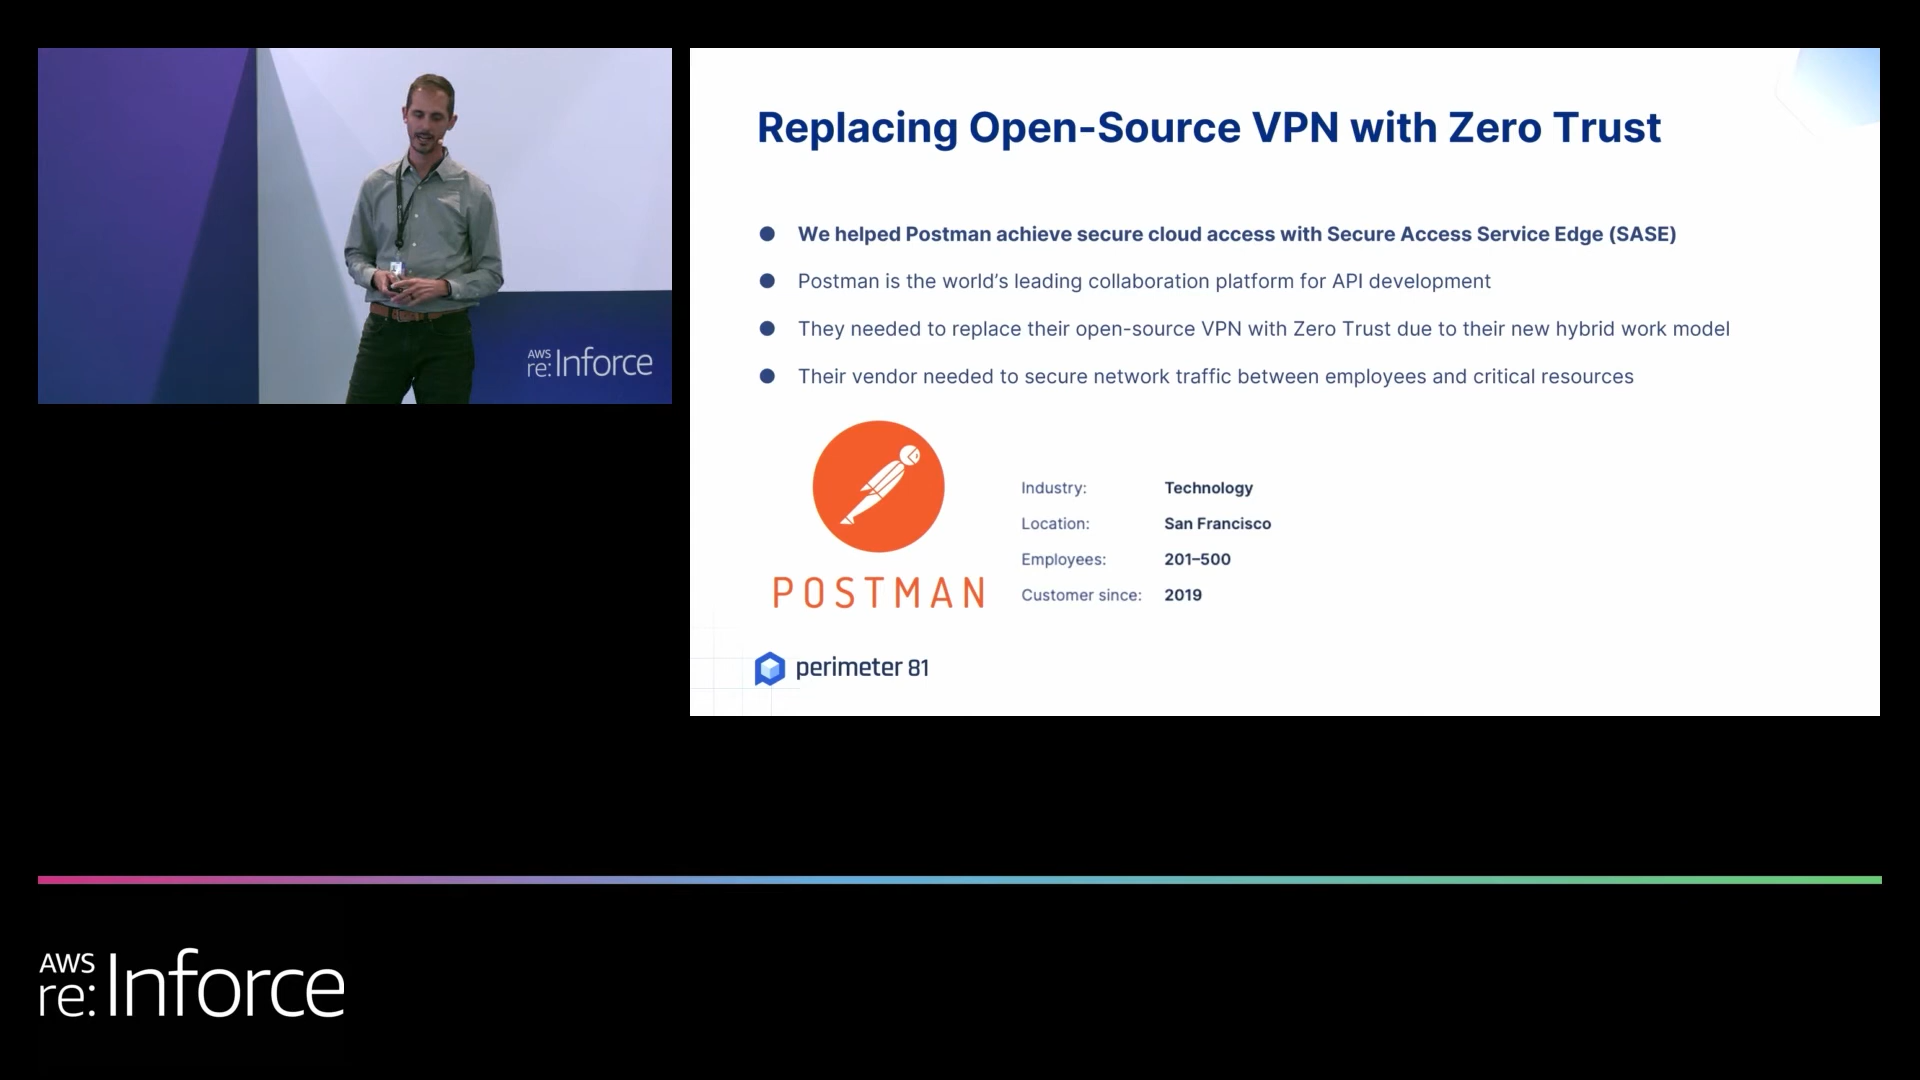 AWS
re:Inforce
Replacing Open-Source VPN with Zero Trust
● We helped Postman achieve secure cloud access with Secure Access Service Edge (SASE)
● Postman is the world’s leading collaboration platform for API development
● They needed to replace their open-source VPN with Zero Trust due to their new hybrid work model
● Their vendor needed to secure network traffic between employees and critical resources
POSTMAN
Industry: Technology
Location: San Francisco
Employees: 201–500
Customer since: 2019
perimeter 81
AWS
re:Inforce